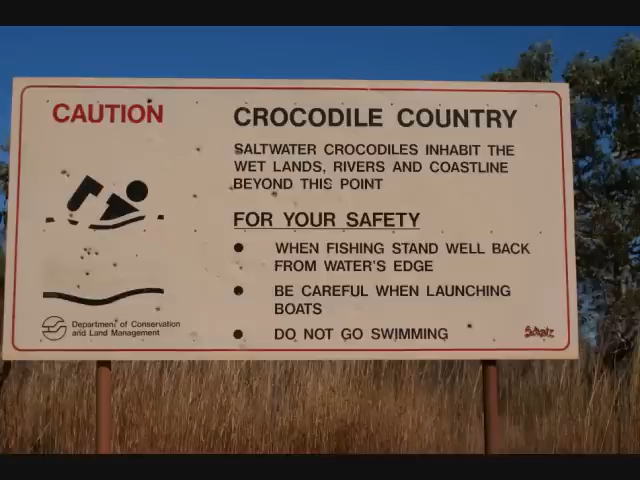 CAUTION
CROCODILE COUNTRY
SALTWATER CROCODILES INHABIT THE
WET LANDS, RIVERS AND COASTLINE
BEYOND THIS POINT
FOR YOUR SAFETY
WHEN FISHING STAND WELL BACK
FROM WATER'S EDGE
BE CAREFUL WHEN LAUNCHING
BOATS
DO NOT GO SWIMMING
Department of Conservation
and Land Management